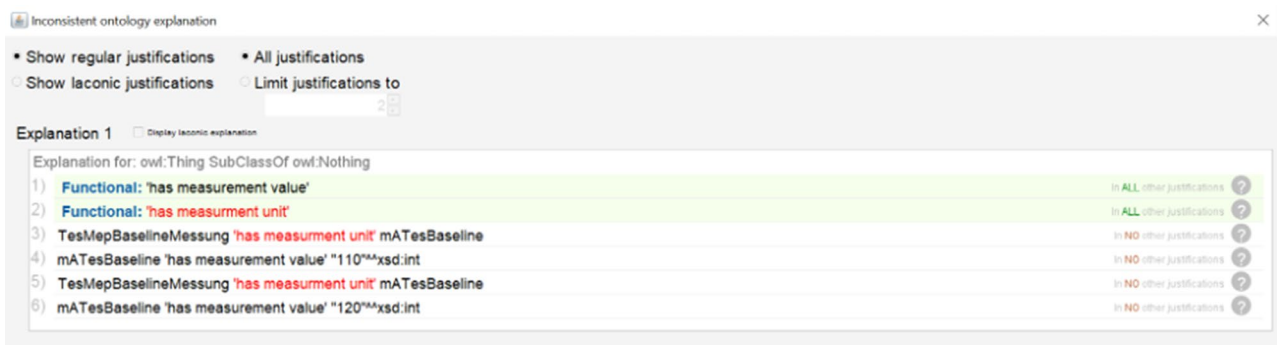 Inconsistent ontology explanation
Show regular justifications All justifications
Show laconic justifications Limit justifications to
2
Explanation 1 Display laconic explanation
Explanation for: owl:Thing SubClassOf owl:Nothing
1) Functional: 'has measurement value' In ALL other justifications ?
2) Functional: 'has measurment unit' In ALL other justifications ?
3) TesMepBaselineMessung 'has measurment unit' mATesBaseline In NO other justifications ?
4) mATesBaseline 'has measurement value' "110"^^xsd:int In NO other justifications ?
5) TesMepBaselineMessung 'has measurment unit' mATesBaseline In NO other justifications ?
6) mATesBaseline 'has measurement value' "120"^^xsd:int In NO other justifications ?